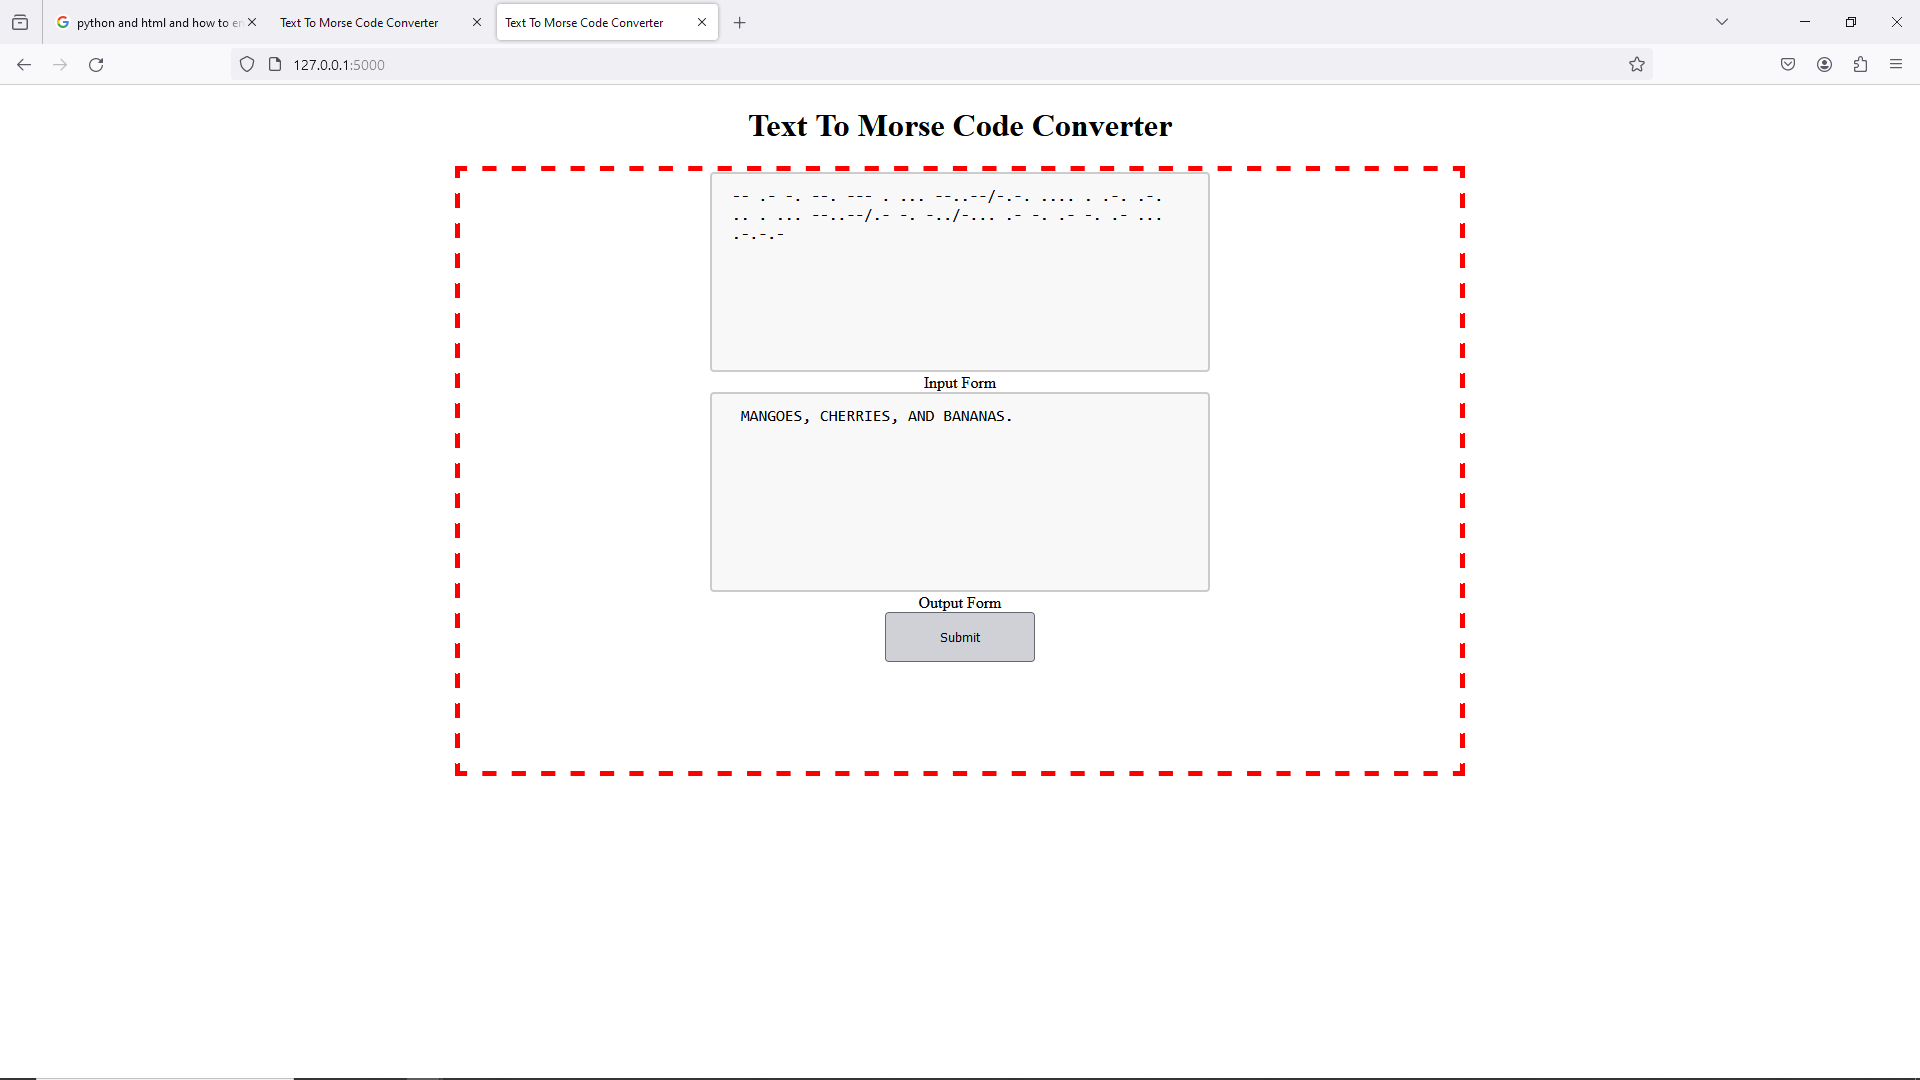 python and html and how to e
Text To Morse Code Converter
Text To Morse Code Converter
127.0.0.1:5000
Text To Morse Code Converter
-- .- -. --. --- . ... --..--/-.-. .... . .-. .-.
.. . ... --..--/.- -. -../-... .- -. .- -. .- ...
.-.-.-
Input Form
MANGOES, CHERRIES, AND BANANAS.
Output Form
Submit